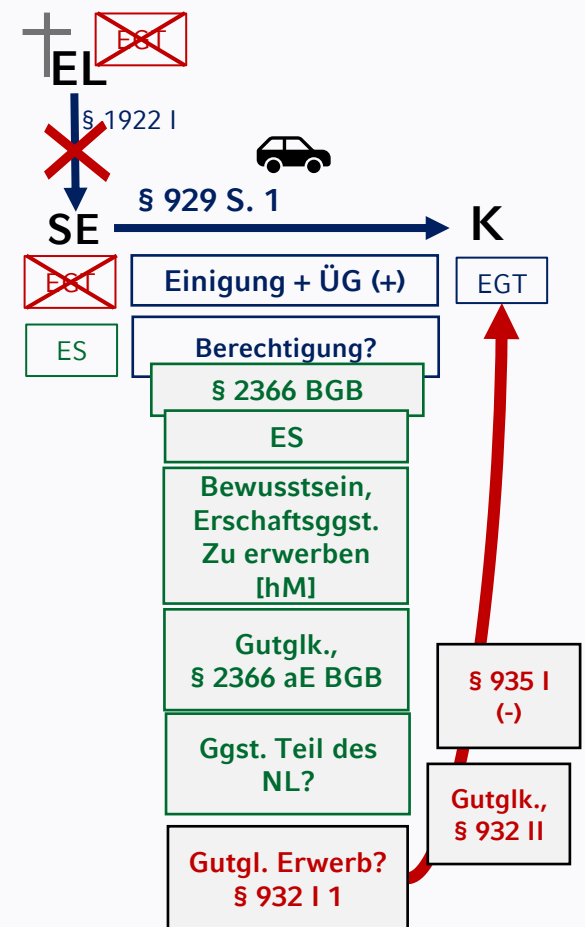 EGT
EL
§ 1922 I
§ 929 S. 1
SE
K
EGT
Einigung + ÜG (+)
EGT
ES
Berechtigung?
§ 2366 BGB
ES
Bewusstsein,
Erschaftsggst.
Zu erwerben
[hM]
Gutglk.,
§ 2366 aE BGB
§ 935 I
(-)
Ggst. Teil des
NL?
Gutglk.,
§ 932 II
Gutgl. Erwerb?
§ 932 I 1